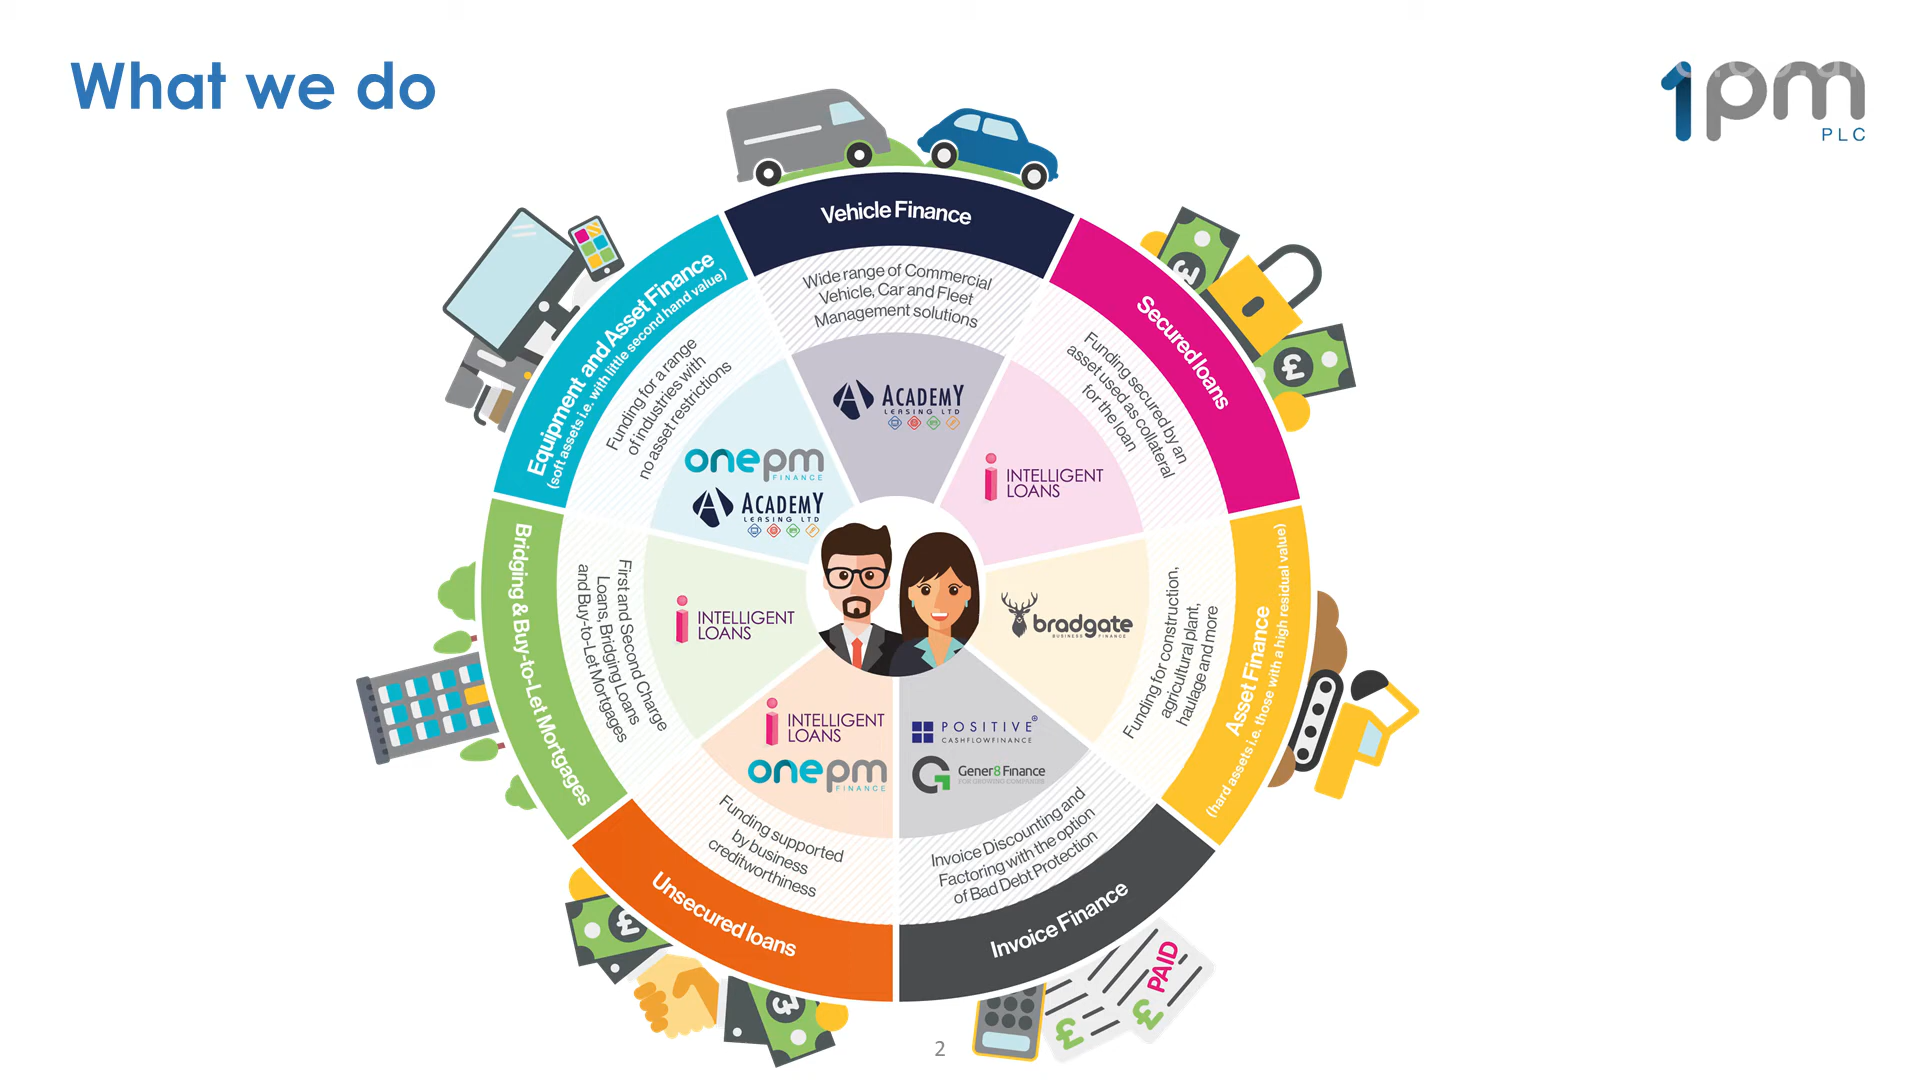 What we do
1pm
PLC
Vehicle Finance
Wide range of Commercial
Vehicle, Car and Fleet
Management solutions
ACADEMY
LEASING LTD
Secured loans
Funding secured by an
asset used as collateral
for the loan
INTELLIGENT
LOANS
Asset Finance
(hard assets i.e. those with a high residual value)
Funding for construction,
agricultural plant,
haulage and more
bradgate
BUSINESS FINANCE
Invoice Finance
Invoice Discounting and
Factoring with the option
of Bad Debt Protection
POSITIVE
CASHFLOWFINANCE
Gener8 Finance
FOR GROWING COMPANIES
PAID
£
£
Unsecured loans
Funding supported
by business
creditworthiness
INTELLIGENT
LOANS
onepm
FINANCE
Bridging & Buy-to-Let Mortgages
First and Second Charge
Loans, Bridging Loans
and Buy-to-Let Mortgages
INTELLIGENT
LOANS
Equipment and Asset Finance
(soft assets i.e. with little second hand value)
Funding for a range
of industries with
no asset restrictions
onepm
FINANCE
ACADEMY
LEASING LTD
£
£
£
£
2